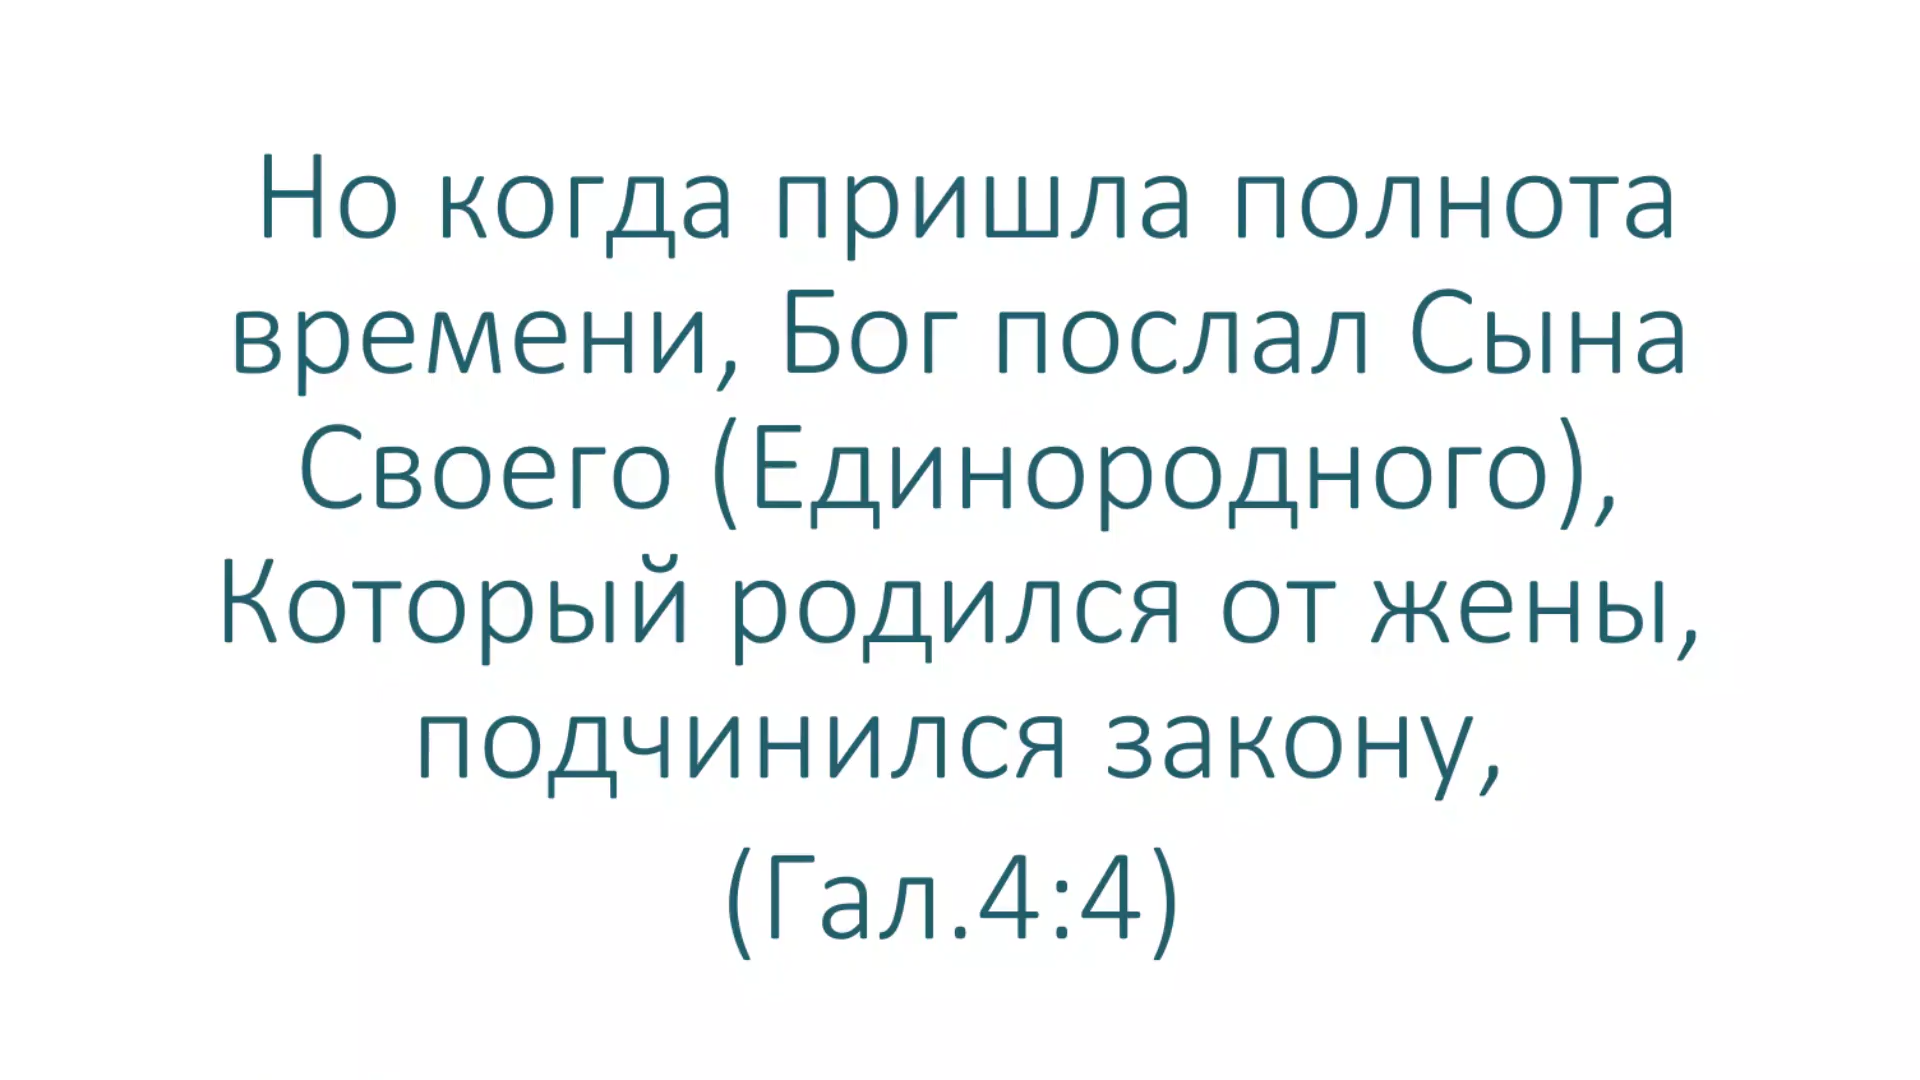 Но когда пришла полнота
времени, Бог послал Сына
Своего (Единородного),
Который родился от жены,
подчинился закону,
(Гал.4:4)